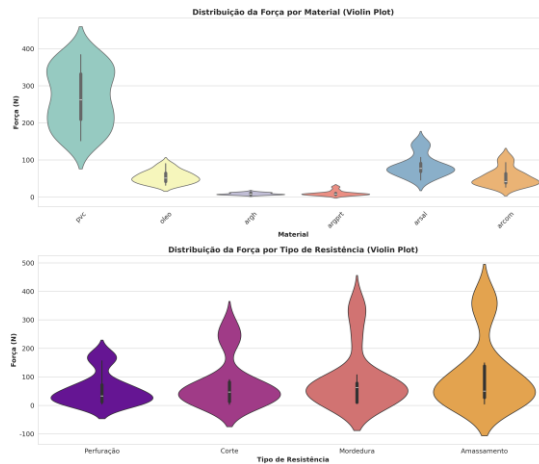 Distribuição da Força por Material (Violin Plot)
Força (N)
400
300
200
100
0
pvc
oleo
argh
argprt
arsal
arcom
Material
Distribuição da Força por Tipo de Resistência (Violin Plot)
Força (N)
500
400
300
200
100
0
-100
Perfuração
Corte
Mordedura
Amassamento
Tipo de Resistência